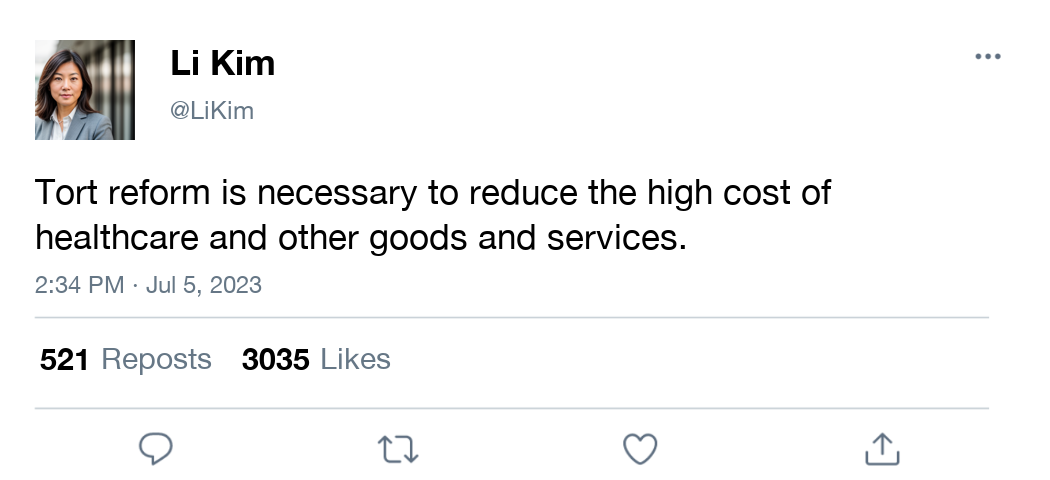 Li Kim
@LiKim
Tort reform is necessary to reduce the high cost of
healthcare and other goods and services.
2:34 PM · Jul 5, 2023
521 Reposts 3035 Likes